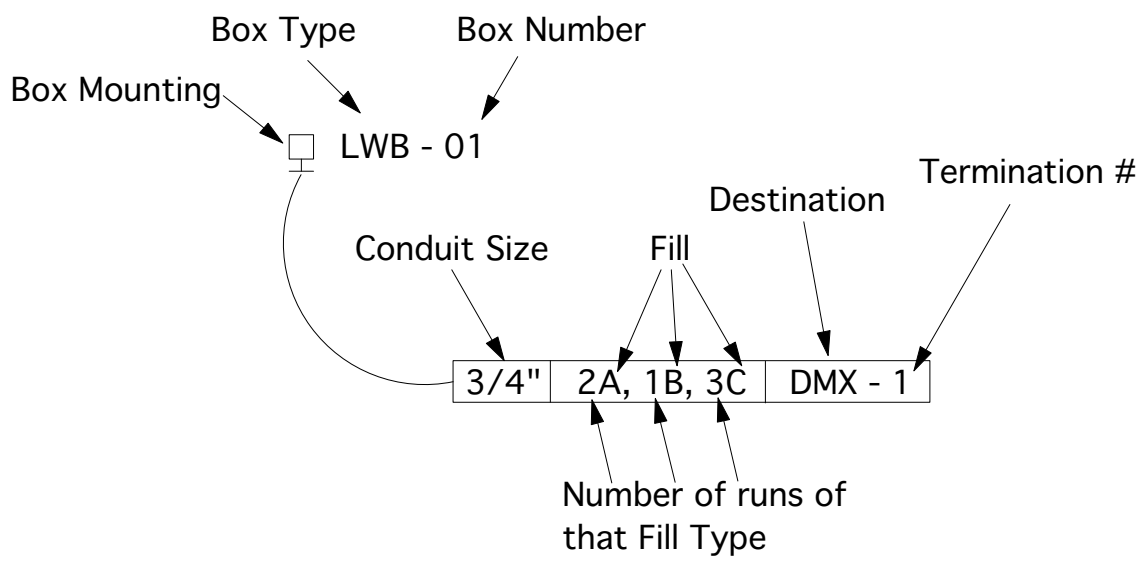 Box Type
Box Number
Box Mounting
LWB - 01
Termination #
Destination
Conduit Size
Fill
3/4"
2A, 1B, 3C
DMX - 1
Number of runs of
that Fill Type